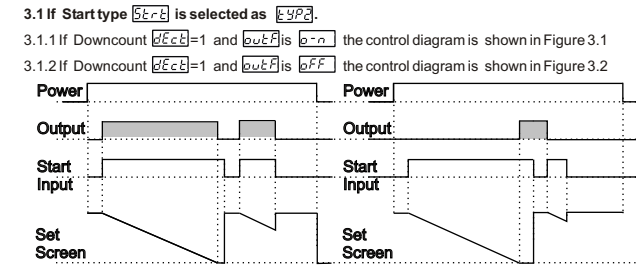 3.1 If Start type Strt is selected as tYP2.
3.1.1 If Downcount dEct=1 and outF is o-n the control diagram is shown in Figure 3.1
3.1.2 If Downcount dEct=1 and outF is oFF the control diagram is shown in Figure 3.2
Power Power
Output Output
Start Start
Input Input
Set Set
Screen Screen